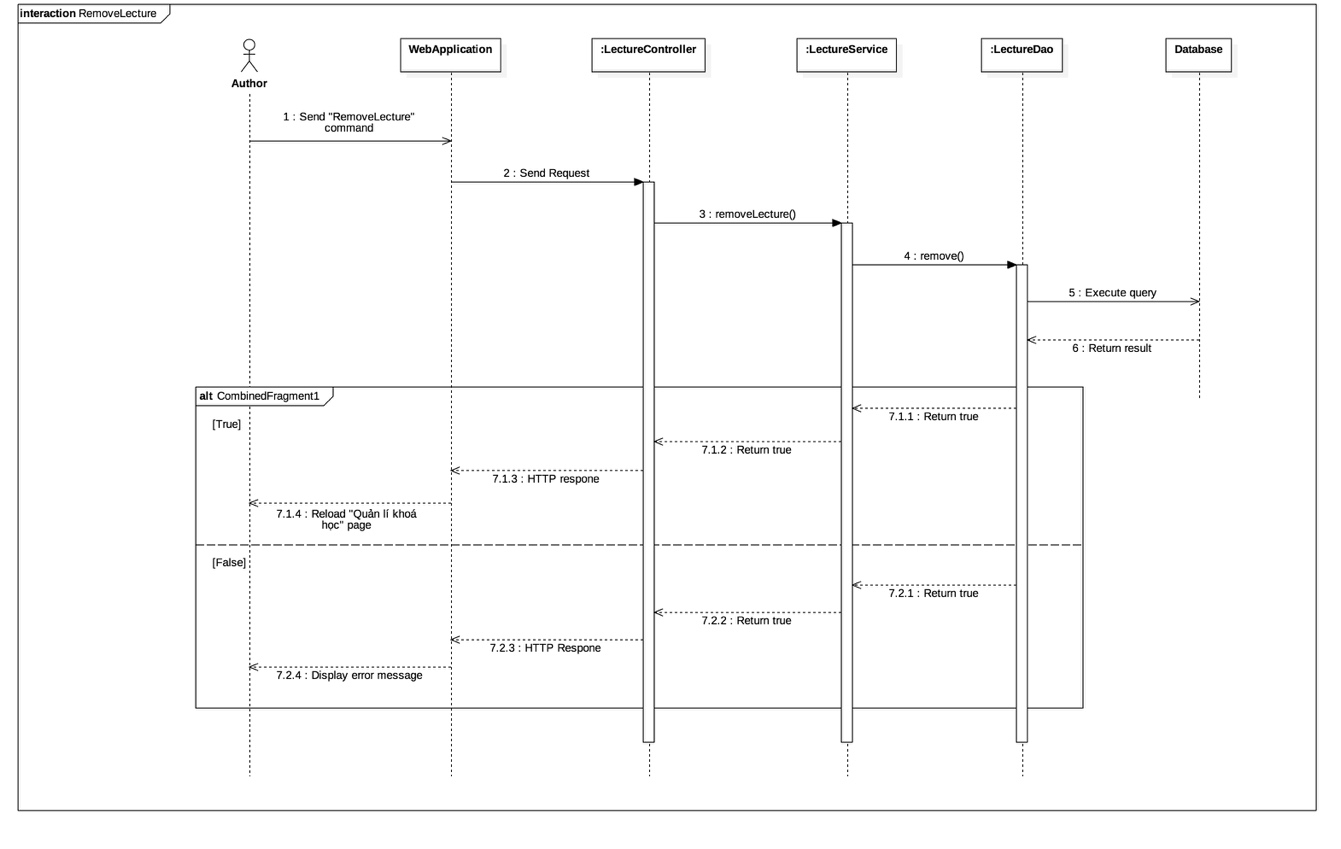 interaction RemoveLecture
WebApplication
:LectureController
:LectureService
:LectureDao
Database
Author
1 : Send "RemoveLecture"
command
2 : Send Request
3 : removeLecture()
4 : remove()
5 : Execute query
6 : Return result
alt CombinedFragment1
[True]
7.1.1 : Return true
7.1.2 : Return true
7.1.3 : HTTP respone
7.1.4 : Reload "Quản lí khoá
học" page
[False]
7.2.1 : Return true
7.2.2 : Return true
7.2.3 : HTTP Respone
7.2.4 : Display error message